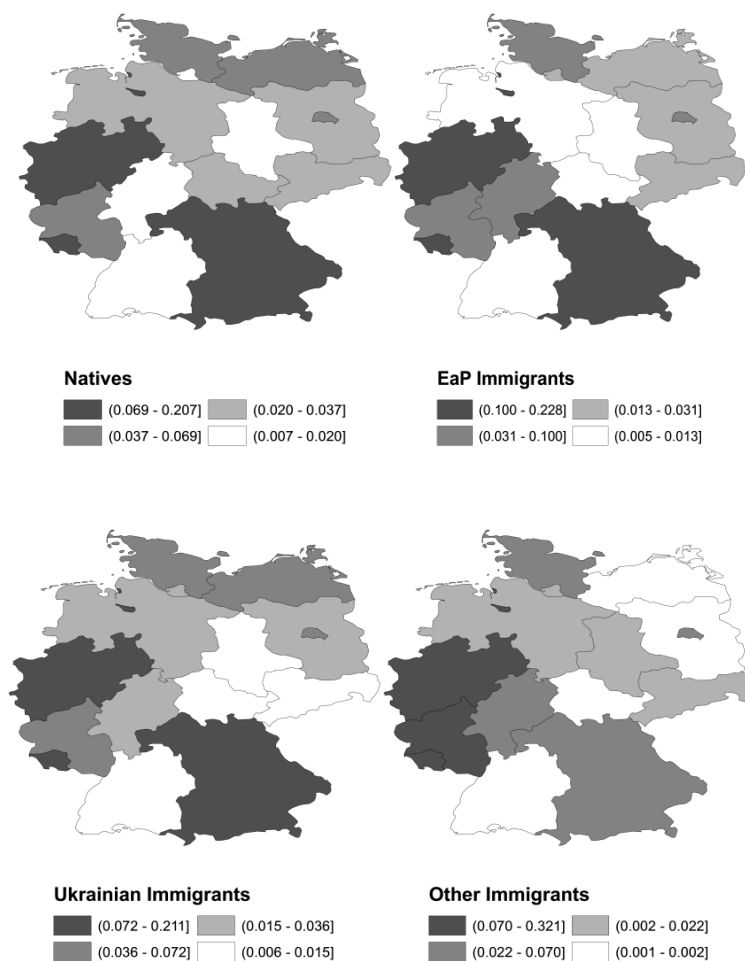 Natives
(0.069 - 0.207] (0.020 - 0.037]
(0.037 - 0.069] (0.007 - 0.020]
EaP Immigrants
(0.100 - 0.228] (0.013 - 0.031]
(0.031 - 0.100] (0.005 - 0.013]
Ukrainian Immigrants
(0.072 - 0.211] (0.015 - 0.036]
(0.036 - 0.072] (0.006 - 0.015]
Other Immigrants
(0.070 - 0.321] (0.002 - 0.022]
(0.022 - 0.070] (0.001 - 0.002]